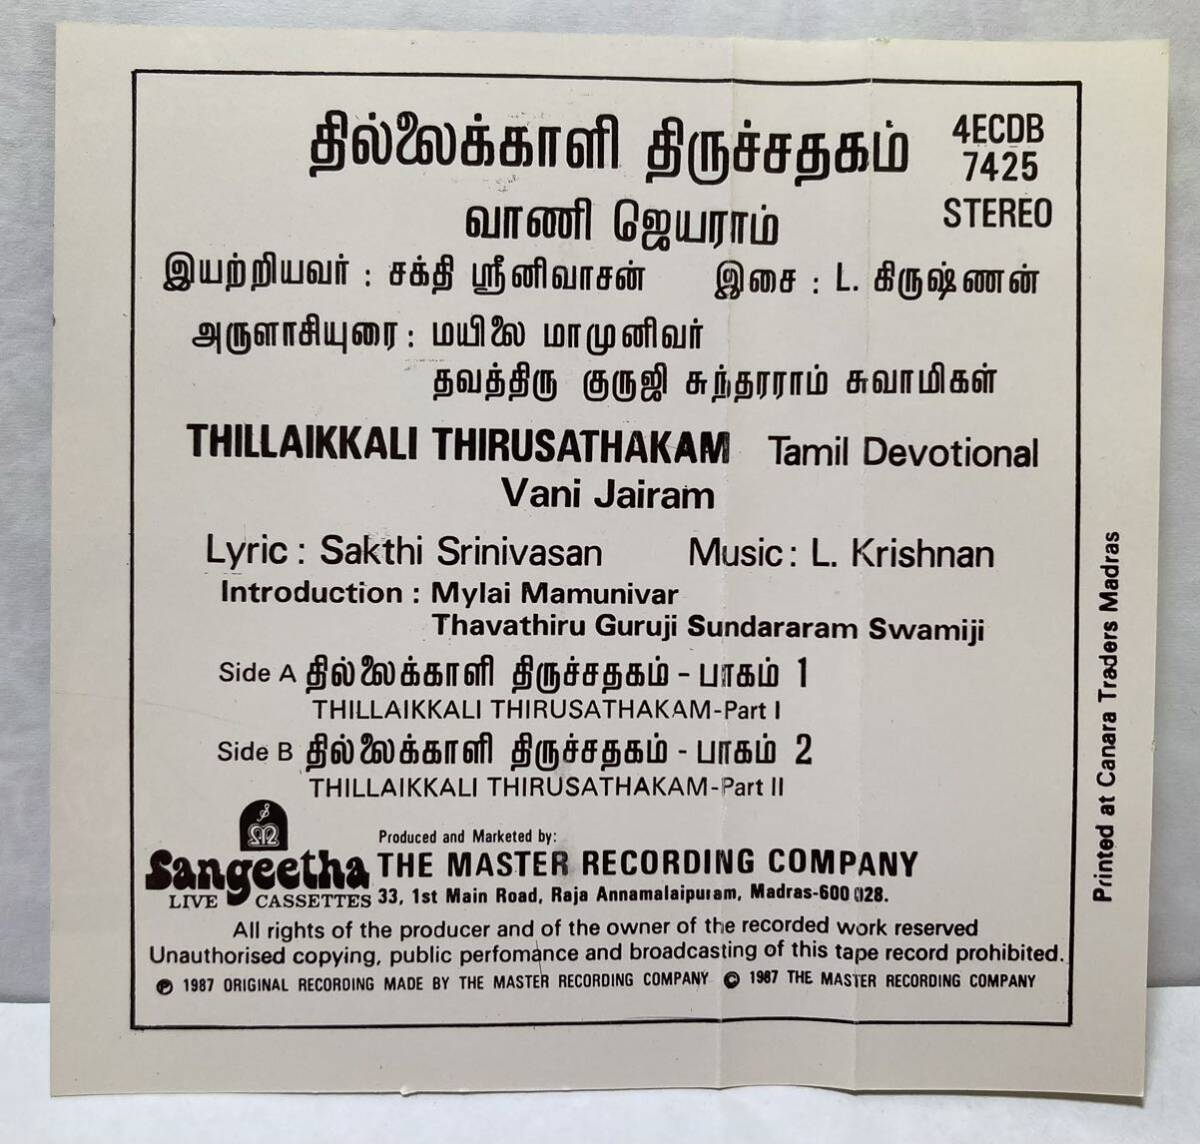 தில்லைக்காளி திருச்சதகம்
4ECDB
7425
STEREO
வாணி ஜெயராம்
இயற்றியவர் : சக்தி ஸ்ரீனிவாசன் இசை : L. கிருஷ்ணன்
அருளாசியுரை : மயிலை மாமுனிவர்
தவத்திரு குருஜி சுந்தரராம் சுவாமிகள்
THILLAIKKALI THIRUSATHAKAM Tamil Devotional
Vani Jairam
Lyric : Sakthi Srinivasan Music : L. Krishnan
Introduction : Mylai Mamunivar
Thavathiru Guruji Sundararam Swamiji
Side A தில்லைக்காளி திருச்சதகம் - பாகம் 1
THILLAIKKALI THIRUSATHAKAM-Part I
Side B தில்லைக்காளி திருச்சதகம் - பாகம் 2
THILLAIKKALI THIRUSATHAKAM-Part II
Sangeetha
LIVE CASSETTES
Produced and Marketed by:
THE MASTER RECORDING COMPANY
33, 1st Main Road, Raja Annamalaipuram, Madras-600 028.
All rights of the producer and of the owner of the recorded work reserved
Unauthorised copying, public perfomance and broadcasting of this tape record prohibited.
℗ 1987 ORIGINAL RECORDING MADE BY THE MASTER RECORDING COMPANY © 1987 THE MASTER RECORDING COMPANY
Printed at Canara Traders Madras